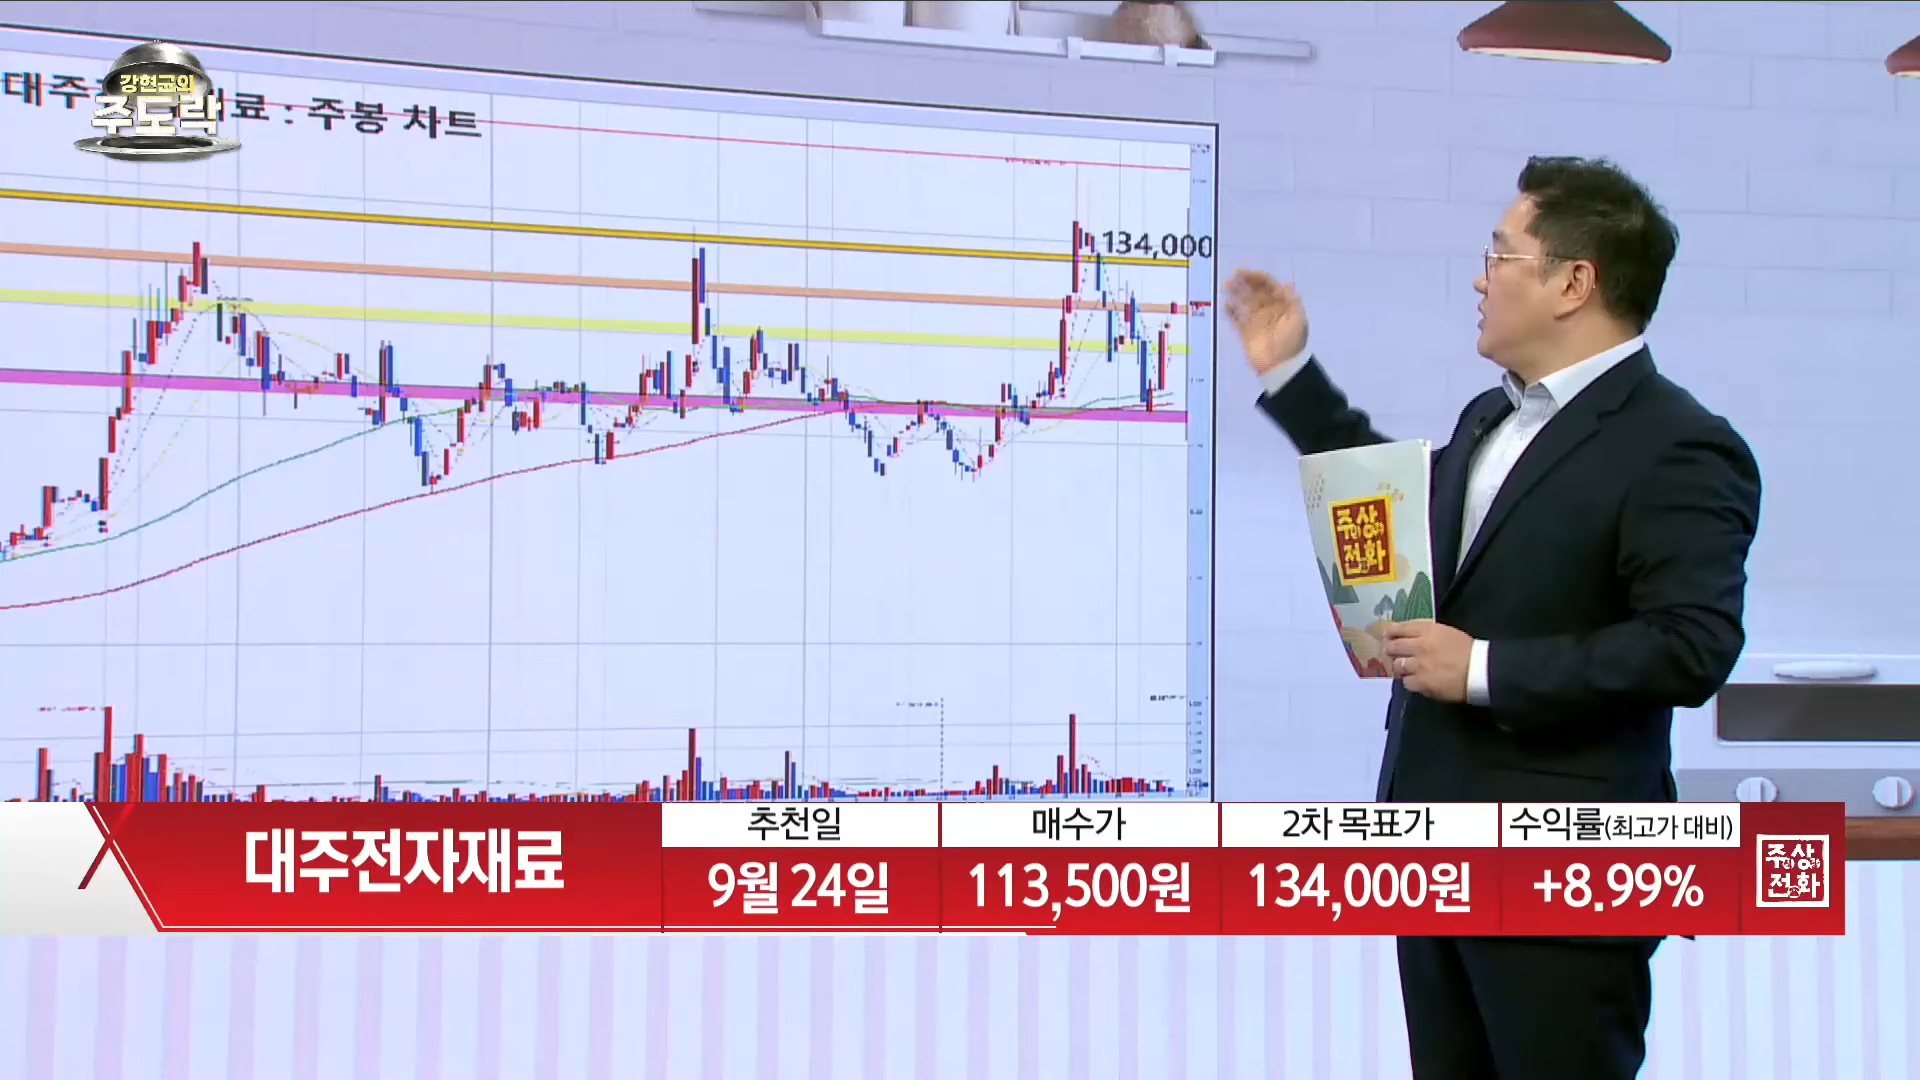 강현균의
주도락
대주
재료 : 주봉 차트
134,000
주상
전화
대주전자재료
추천일
매수가
2차 목표가
수익률(최고가 대비)
9월 24일
113,500원
134,000원
+8.99%
주상
전화